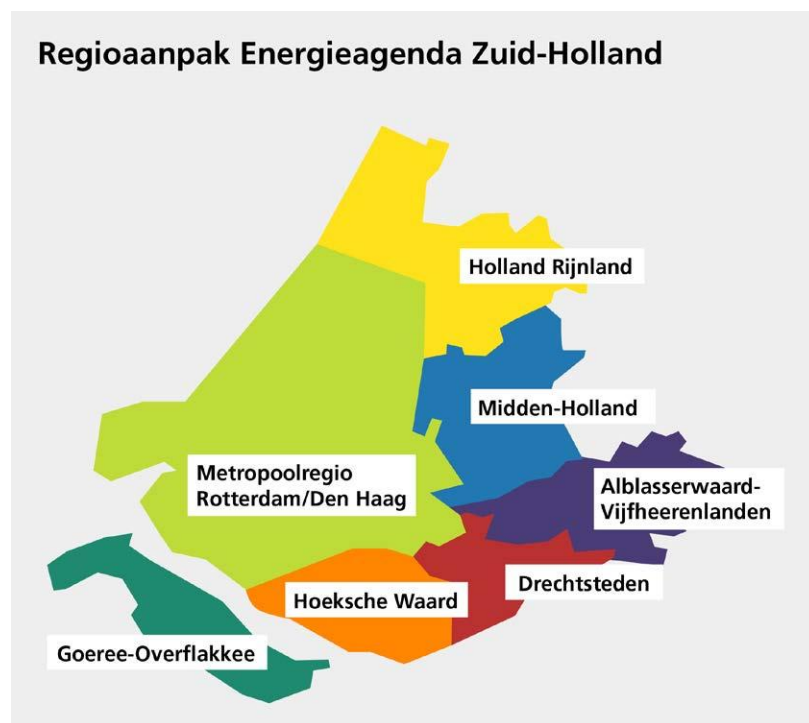 Regioaanpak Energieagenda Zuid-Holland
Holland Rijnland
Midden-Holland
Metropoolregio
Rotterdam/Den Haag
Alblasserwaard-
Vijfheerenlanden
Drechtsteden
Hoeksche Waard
Goeree-Overflakkee